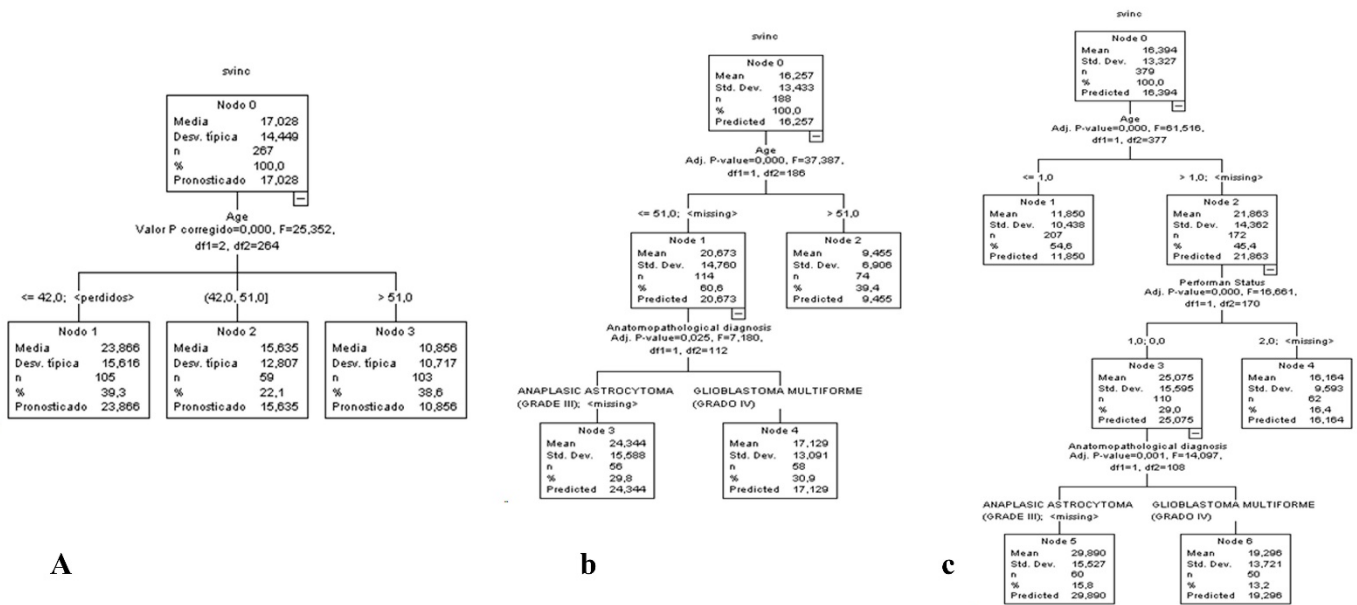 svinc
Nodo 0
Media 17,028
Desv. típica 14,449
n 267
% 100,0
Pronosticado 17,028
Age
Valor P corregido=0,000, F=25,352,
df1=2, df2=264
<= 42,0; <perdidos>
(42,0, 51,0]
> 51,0
Nodo 1
Media 23,866
Desv. típica 15,616
n 105
% 39,3
Pronosticado 23,866
Nodo 2
Media 15,635
Desv. típica 12,807
n 59
% 22,1
Pronosticado 15,635
Nodo 3
Media 10,856
Desv. típica 10,717
n 103
% 38,6
Pronosticado 10,856
A
svinc
Node 0
Mean 16,257
Std. Dev. 13,433
n 188
% 100,0
Predicted 16,257
Age
Adj. P-value=0,000, F=37,387,
df1=1, df2=186
<= 51,0; <missing>
> 51,0
Node 1
Mean 20,673
Std. Dev. 14,760
n 114
% 60,6
Predicted 20,673
Node 2
Mean 9,455
Std. Dev. 6,906
n 74
% 39,4
Predicted 9,455
Anatomopathological diagnosis
Adj. P-value=0,025, F=7,180,
df1=1, df2=112
ANAPLASIC ASTROCYTOMA
(GRADE III); <missing>
GLIOBLASTOMA MULTIFORME
(GRADO IV)
Node 3
Mean 24,344
Std. Dev. 15,588
n 56
% 29,8
Predicted 24,344
Node 4
Mean 17,129
Std. Dev. 13,091
n 58
% 30,9
Predicted 17,129
b
svinc
Node 0
Mean 16,394
Std. Dev. 13,327
n 379
% 100,0
Predicted 16,394
Age
Adj. P-value=0,000, F=61,516,
df1=1, df2=377
<= 1,0
> 1,0; <missing>
Node 1
Mean 11,850
Std. Dev. 10,438
n 207
% 54,6
Predicted 11,850
Node 2
Mean 21,863
Std. Dev. 14,362
n 172
% 45,4
Predicted 21,863
Performan Status
Adj. P-value=0,000, F=16,661,
df1=1, df2=170
1,0; 0,0
2,0; <missing>
Node 3
Mean 25,075
Std. Dev. 15,595
n 110
% 29,0
Predicted 25,075
Node 4
Mean 16,164
Std. Dev. 9,593
n 62
% 16,4
Predicted 16,164
Anatomopathological diagnosis
Adj. P-value=0,001, F=14,097,
df1=1, df2=108
ANAPLASIC ASTROCYTOMA
(GRADE III); <missing>
GLIOBLASTOMA MULTIFORME
(GRADO IV)
Node 5
Mean 29,890
Std. Dev. 15,527
n 60
% 15,8
Predicted 29,890
Node 6
Mean 19,296
Std. Dev. 13,721
n 50
% 13,2
Predicted 19,296
c